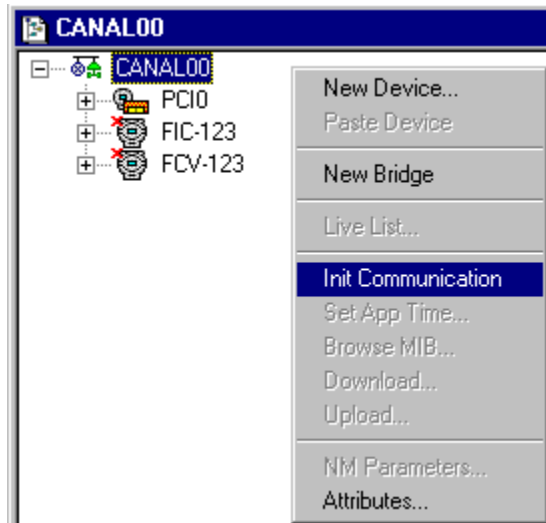 CANAL00
CANAL00
PCI0
FIC-123
FCV-123
New Device...
Paste Device
New Bridge
Live List...
Init Communication
Set App Time...
Browse MIB...
Download...
Upload...
NM Parameters...
Attributes...